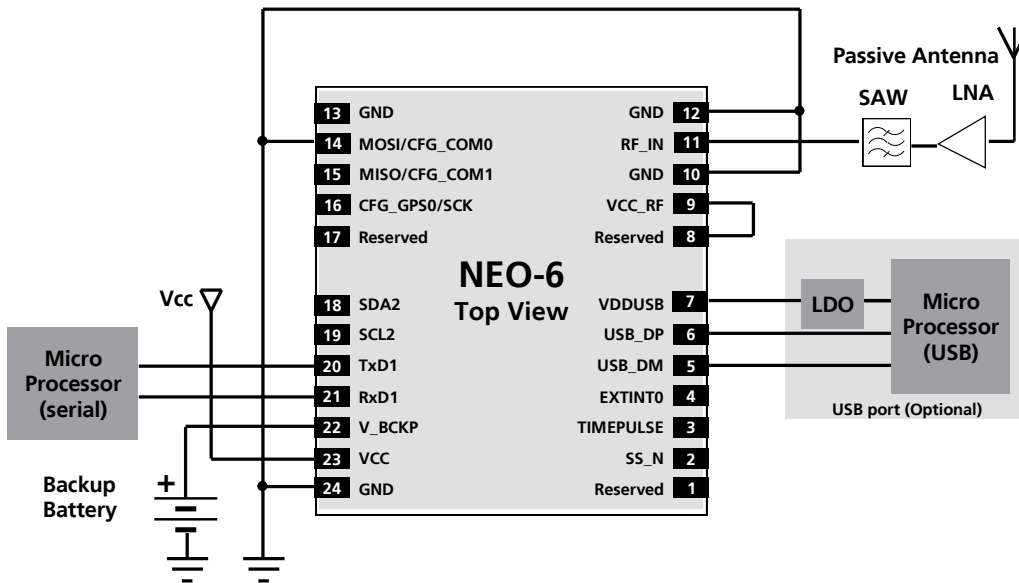 Passive Antenna
SAW
LNA
13 GND
GND 12
14 MOSI/CFG_COM0
RF_IN 11
15 MISO/CFG_COM1
GND 10
16 CFG_GPS0/SCK
VCC_RF 9
17 Reserved
Reserved 8
NEO-6
Top View
Vcc
18 SDA2
VDDUSB 7
19 SCL2
USB_DP 6
20 TxD1
USB_DM 5
21 RxD1
EXTINT0 4
22 V_BCKP
TIMEPULSE 3
23 VCC
SS_N 2
24 GND
Reserved 1
LDO
Micro
Processor
(USB)
USB port (Optional)
Micro
Processor
(serial)
Backup
Battery
+